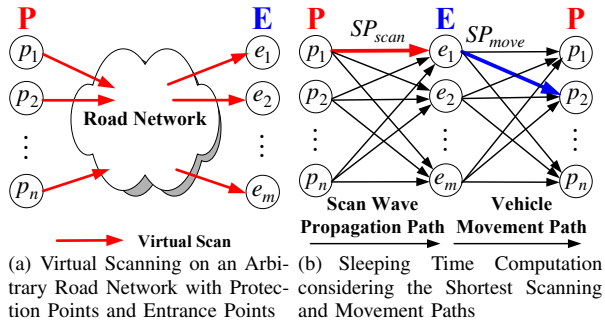 P
E
p1
p2
⋮
pn
Road Network
e1
e2
⋮
em
Virtual Scan
(a) Virtual Scanning on an Arbi-
trary Road Network with Protec-
tion Points and Entrance Points
P
E
P
SPscan
SPmove
p1
p2
⋮
pn
e1
e2
⋮
em
p1
p2
⋮
pn
Scan Wave
Propagation Path
Vehicle
Movement Path
(b) Sleeping Time Computation
considering the Shortest Scanning
and Movement Paths